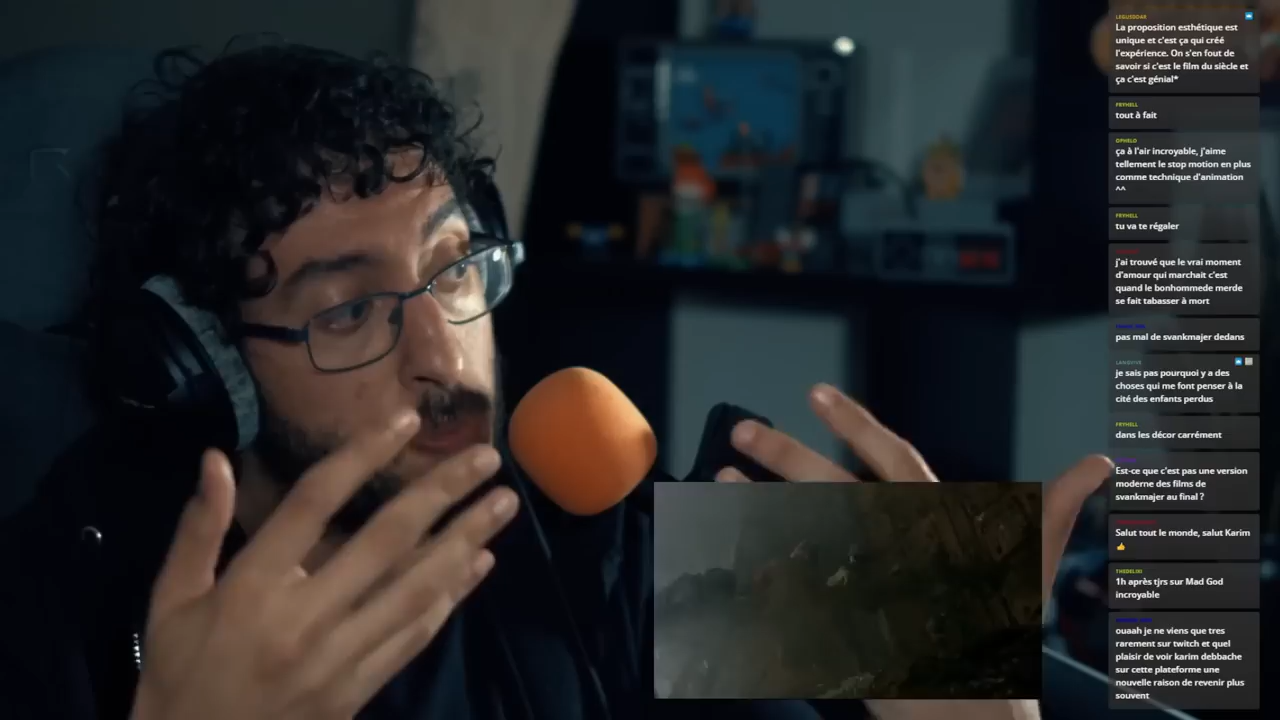 LEGUEDDAR
La proposition esthétique est
unique et c'est ça qui créé
l'expérience. On s'en fout de
savoir si c'est le film du siècle et
ça c'est génial*
FRYHELL
tout à fait
OPHELO
ça à l'air incroyable, j'aime
tellement le stop motion en plus
comme technique d'animation
^^
FRYHELL
tu va te régaler
j'ai trouvé que le vrai moment
d'amour qui marchait c'est
quand le bonhommede merde
se fait tabasser à mort
pas mal de svankmajer dedans
je sais pas pourquoi y a des
choses qui me font penser à la
cité des enfants perdus
FRYHELL
dans les décor carrément
Est-ce que c'est pas une version
moderne des films de
svankmajer au final ?
Salut tout le monde, salut Karim
👍
1h après tjrs sur Mad God
incroyable
ouaah je ne viens que tres
rarement sur twitch et quel
plaisir de voir karim debbache
sur cette plateforme une
nouvelle raison de revenir plus
souvent